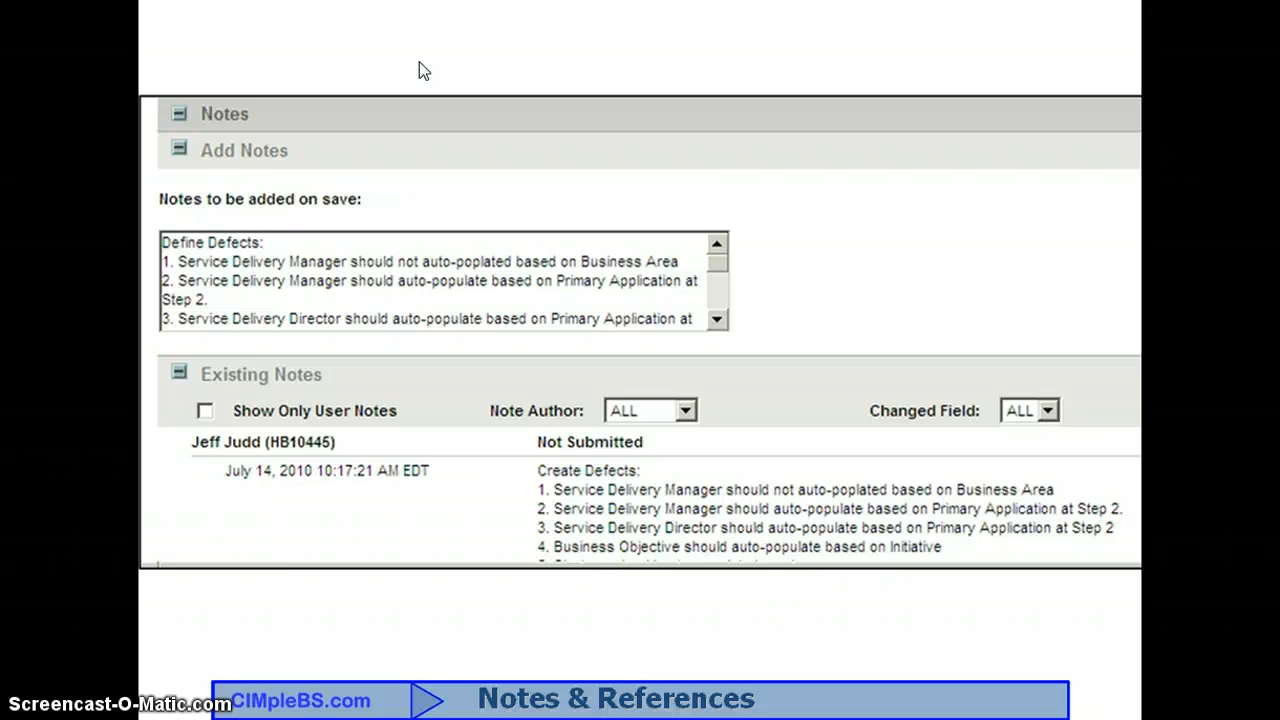 Notes
Add Notes
Notes to be added on save:
Define Defects:
1. Service Delivery Manager should not auto-poplated based on Business Area
2. Service Delivery Manager should auto-populate based on Primary Application at
Step 2.
3. Service Delivery Director should auto-populate based on Primary Application at
Existing Notes
Show Only User Notes Note Author: ALL Changed Field: ALL
Jeff Judd (HB10445) Not Submitted
July 14, 2010 10:17:21 AM EDT Create Defects:
1. Service Delivery Manager should not auto-poplated based on Business Area
2. Service Delivery Manager should auto-populate based on Primary Application at Step 2.
3. Service Delivery Director should auto-populate based on Primary Application at Step 2
4. Business Objective should auto-populate based on Initiative
CIMpleBS.com Notes & References
Screencast-O-Matic.com